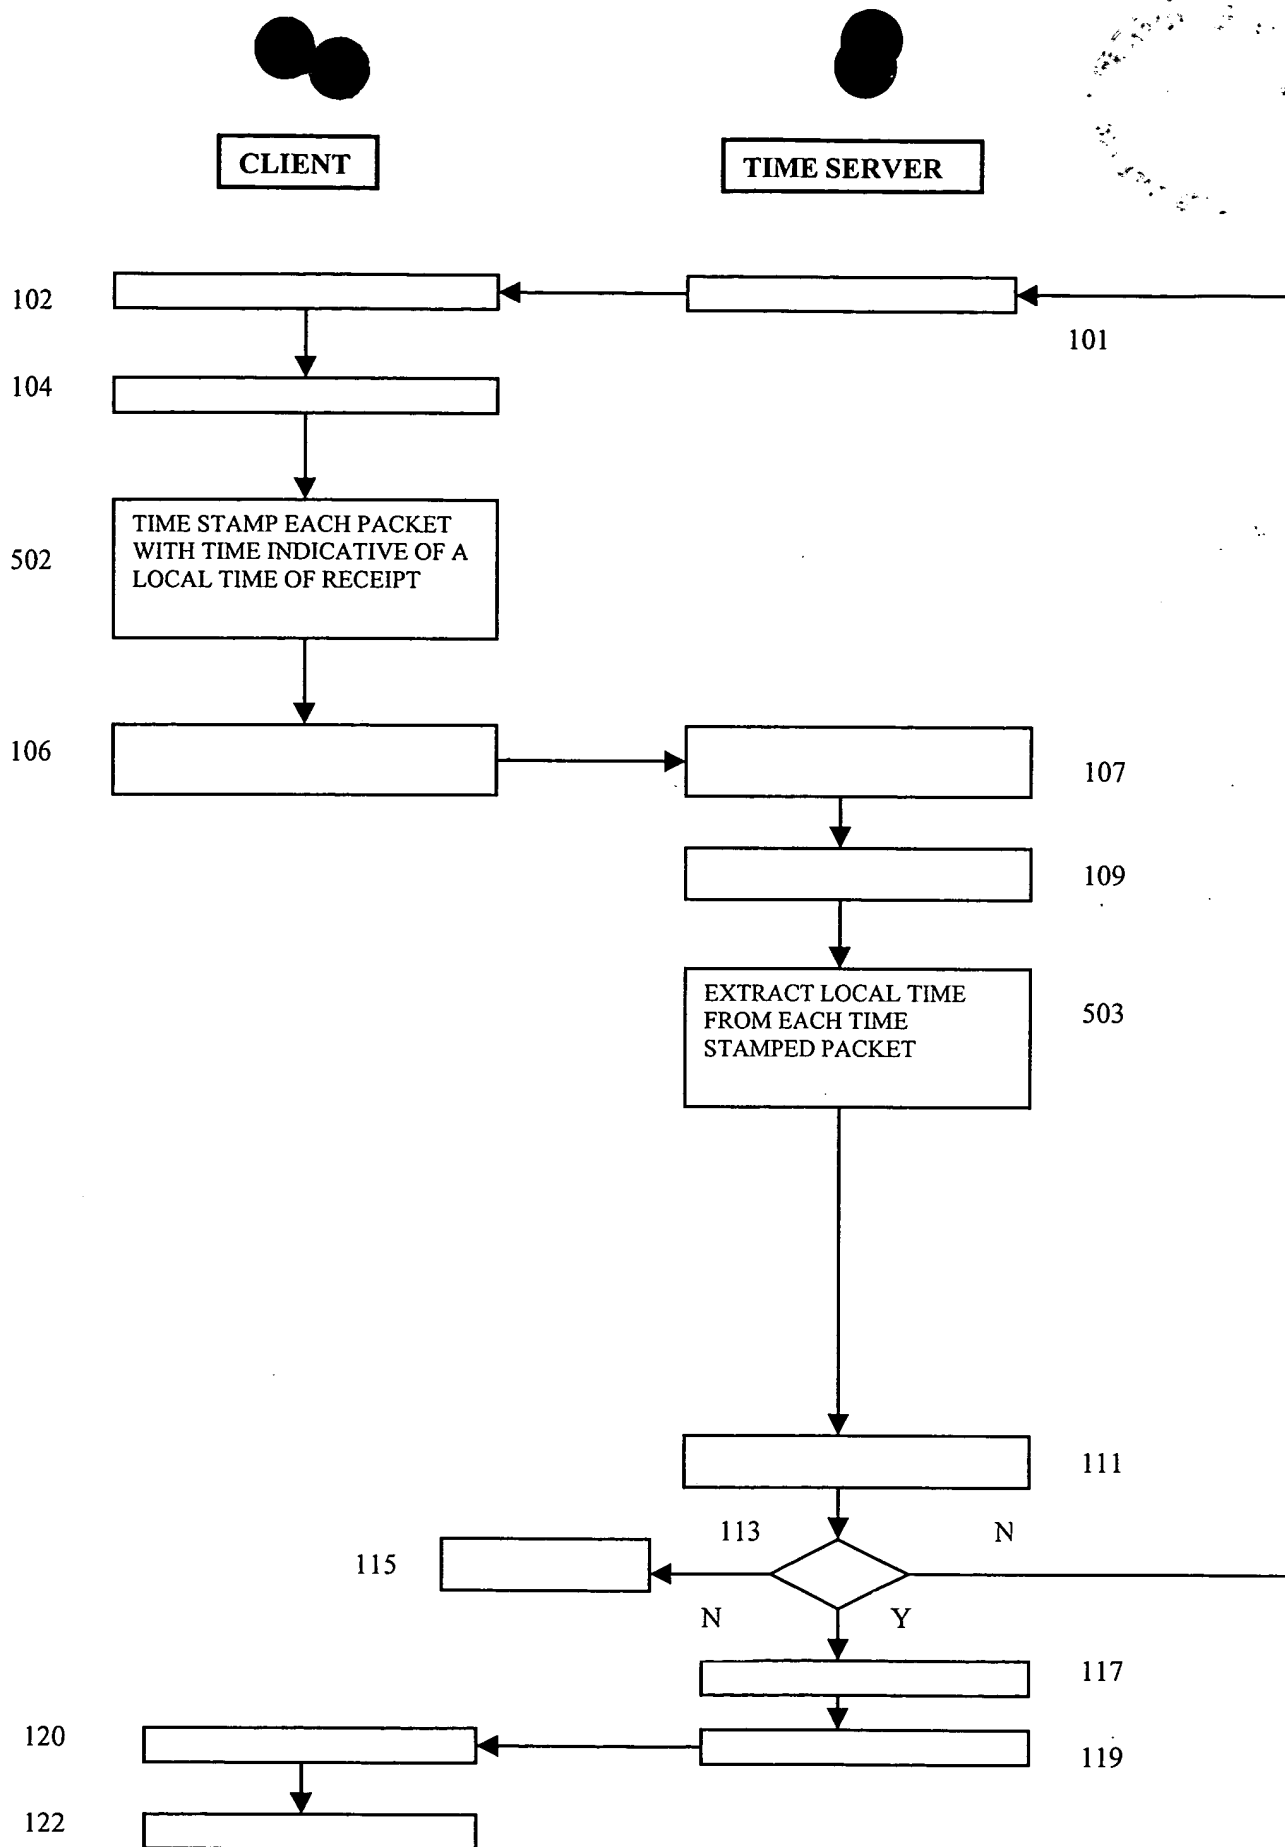 CLIENT
TIME SERVER
102
101
104
TIME STAMP EACH PACKET
WITH TIME INDICATIVE OF A
LOCAL TIME OF RECEIPT
502
106
107
109
EXTRACT LOCAL TIME
FROM EACH TIME
STAMPED PACKET
503
111
113
N
115
N
Y
117
120
119
122